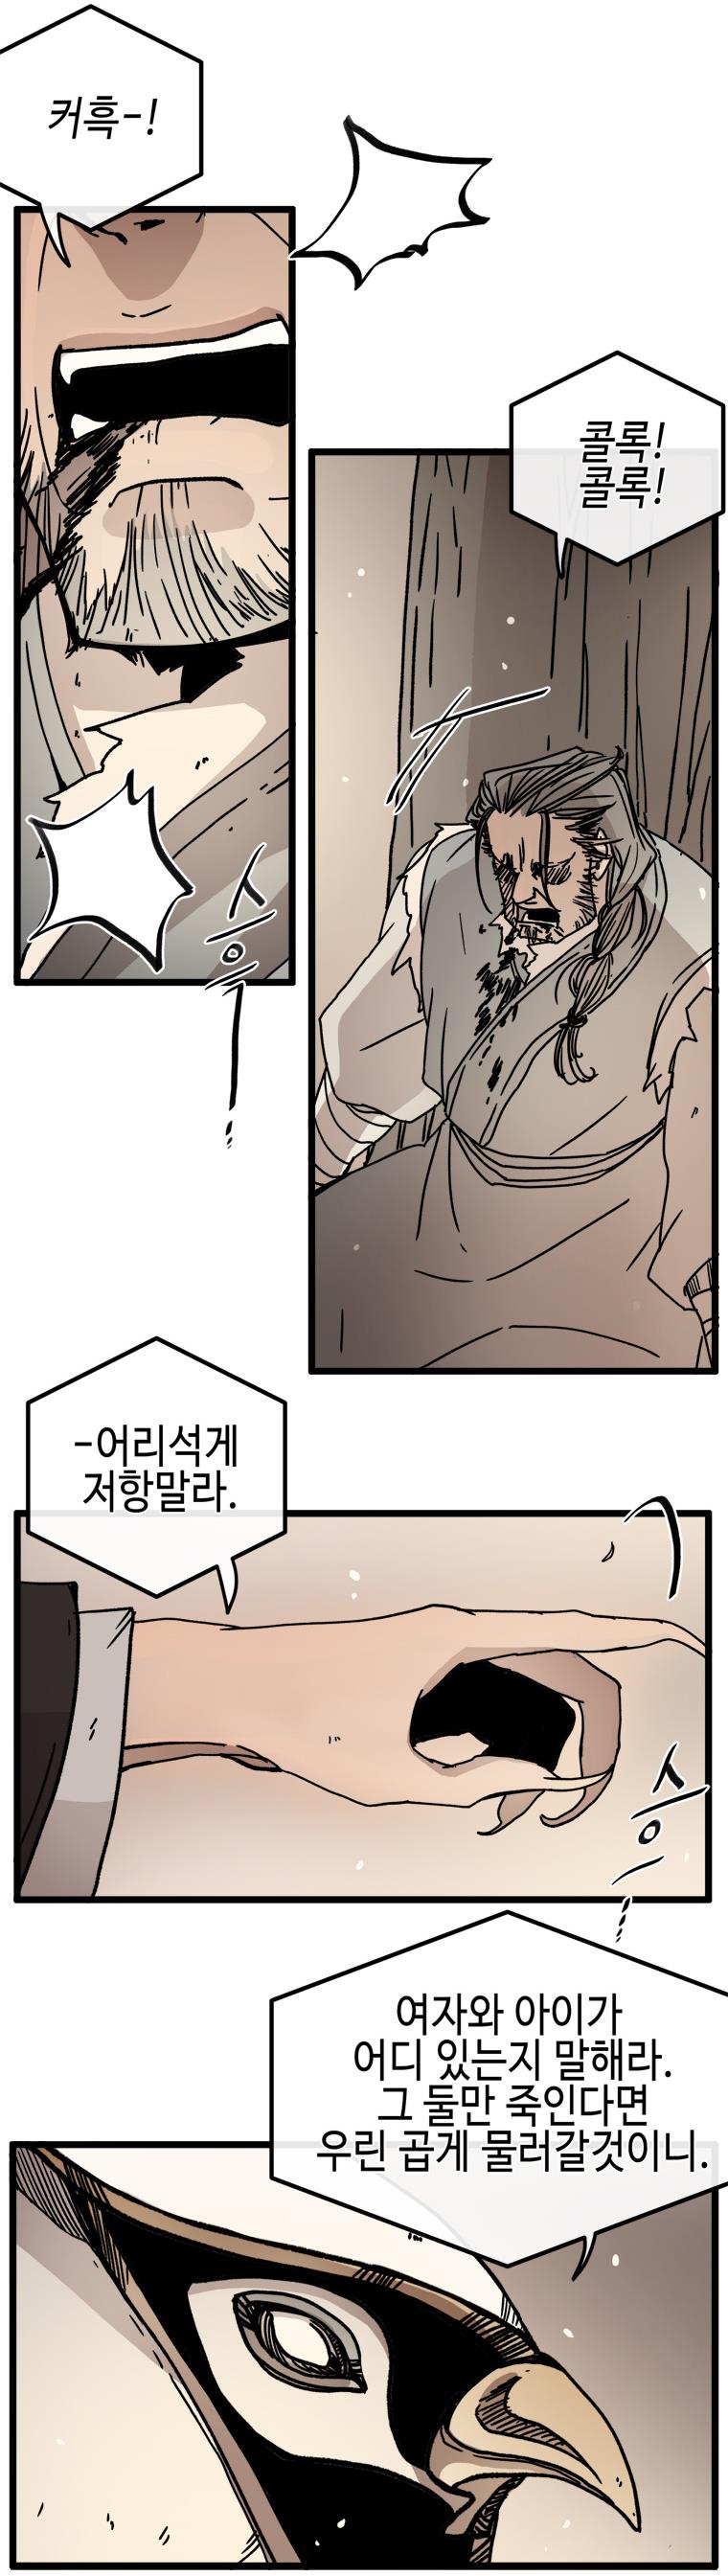 커흑-!
콜록!
콜록!
스
-어리석게
저항말라.
스
여자와 아이가
어디 있는지 말해라.
그 둘만 죽인다면
우린 곱게 물러갈것이니.